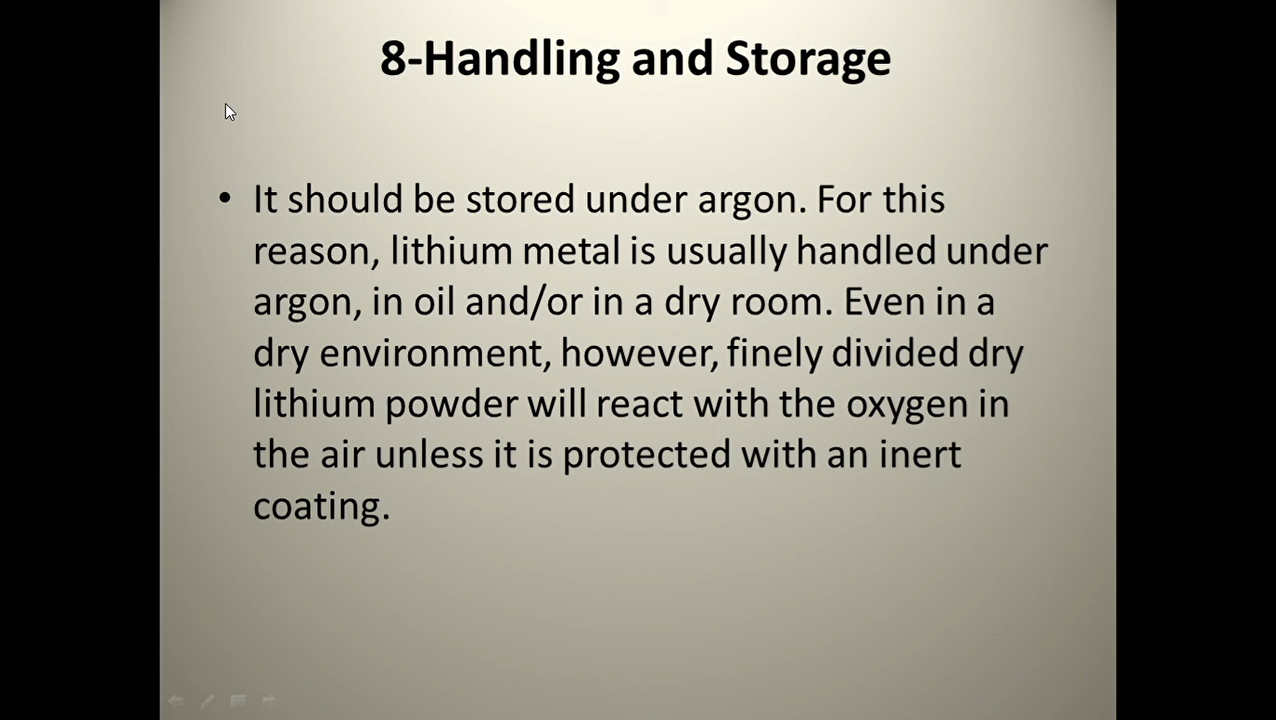 8-Handling and Storage
• It should be stored under argon. For this
reason, lithium metal is usually handled under
argon, in oil and/or in a dry room. Even in a
dry environment, however, finely divided dry
lithium powder will react with the oxygen in
the air unless it is protected with an inert
coating.